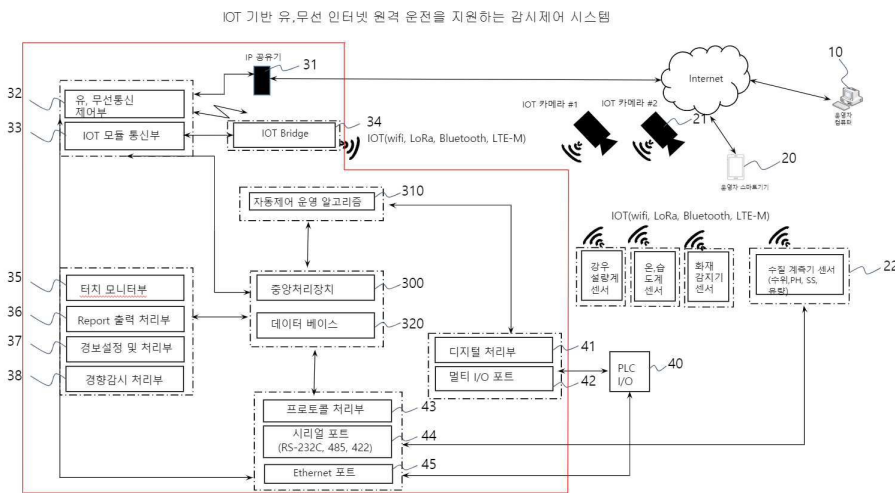 IOT 기반 유,무선 인터넷 원격 운전을 지원하는 감시제어 시스템
IP 공유기
31
10
32
유, 무선통신
제어부
Internet
운영자
컴퓨터
33
IOT 모듈 통신부
34
IOT Bridge
IOT(wifi, LoRa, Bluetooth, LTE-M)
IOT 카메라 #1
IOT 카메라 #2
21
20
운영자 스마트기기
310
자동제어 운영 알고리즘
IOT(wifi, LoRa, Bluetooth, LTE-M)
강우
설량계
센서
온,습
도계
센서
화재
감지기
센서
수질 계측기 센서
(수위,PH, SS,
유량)
22
35
터치 모니터부
36
Report 출력 처리부
37
경보설정 및 처리부
38
경향감시 처리부
중앙처리장치
300
데이터 베이스
320
디지털 처리부
41
멀티 I/O 포트
42
PLC
I/O
40
프로토콜 처리부
43
시리얼 포트
(RS-232C, 485, 422)
44
Ethernet 포트
45